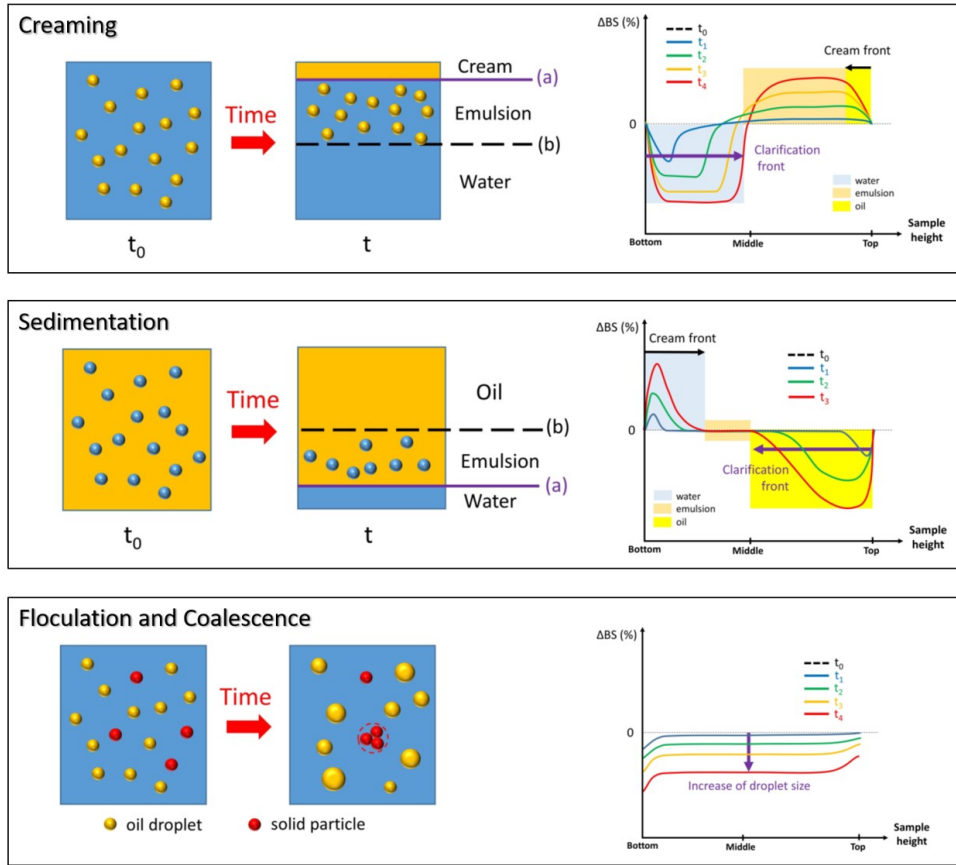 Creaming
Time
t0
t
Cream
(a)
Emulsion
(b)
Water
ΔBS (%)
t0
t1
t2
t3
t4
Cream front
0
Clarification
front
water
emulsion
oil
Bottom
Middle
Top
Sample
height
Sedimentation
Time
t0
t
Oil
(b)
Emulsion
(a)
Water
ΔBS (%)
Cream front
t0
t1
t2
t3
0
Clarification
front
water
emulsion
oil
Bottom
Middle
Top
Sample
height
Floculation and Coalescence
Time
oil droplet
solid particle
ΔBS (%)
t0
t1
t2
t3
t4
0
Increase of droplet size
Bottom
Middle
Top
Sample
height